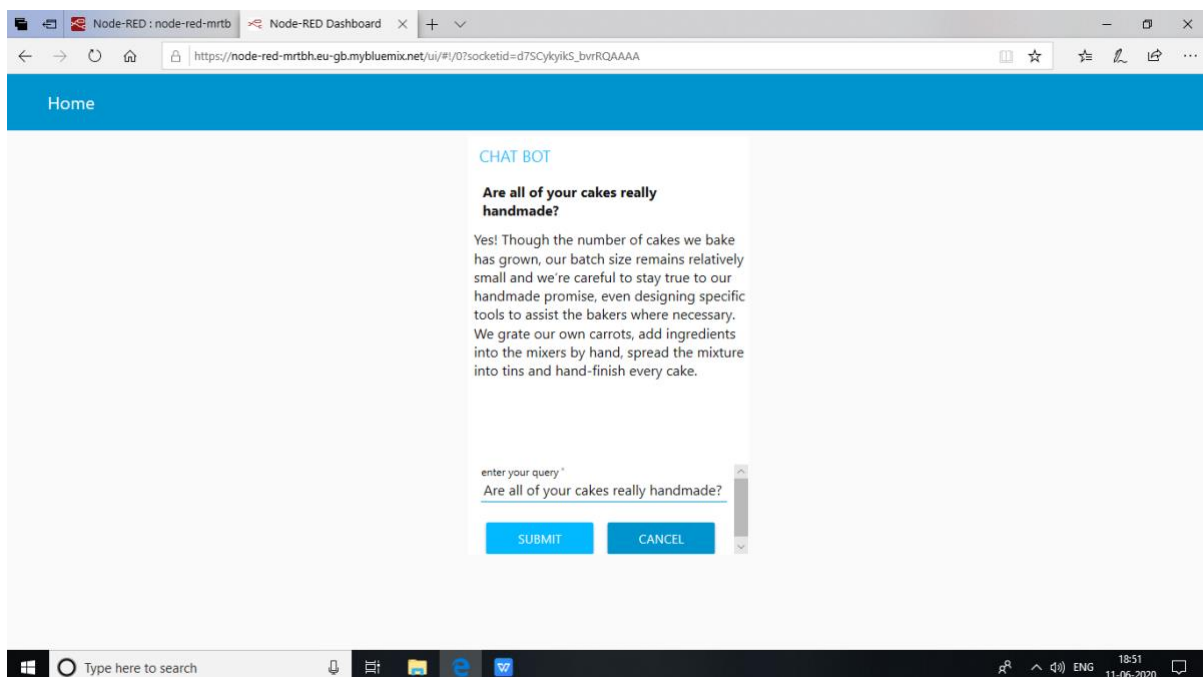 Node-RED : node-red-mrtb
Node-RED Dashboard
https://node-red-mrtbh.eu-gb.mybluemix.net/ui/#!/0?socketid=d7SCykyikS_bvrRQAAAA
Home
CHAT BOT
Are all of your cakes really
handmade?
Yes! Though the number of cakes we bake
has grown, our batch size remains relatively
small and we're careful to stay true to our
handmade promise, even designing specific
tools to assist the bakers where necessary.
We grate our own carrots, add ingredients
into the mixers by hand, spread the mixture
into tins and hand-finish every cake.
enter your query *
Are all of your cakes really handmade?
SUBMIT CANCEL
Type here to search
ENG
18:51
11-06-2020